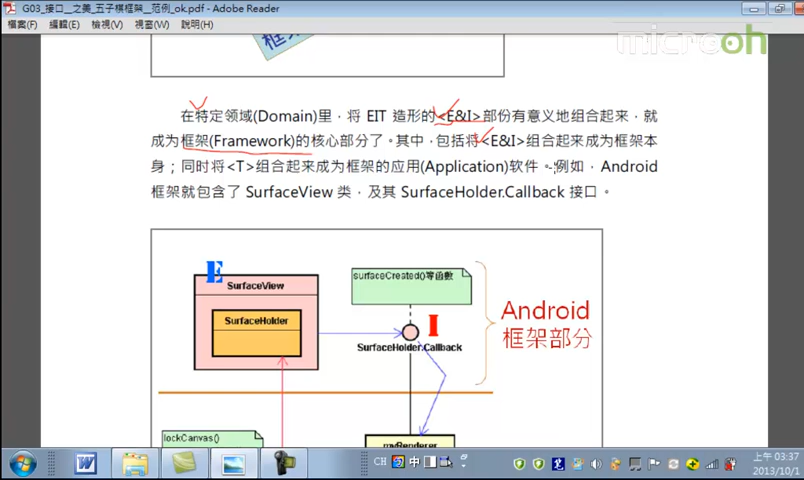 G03_接口__之美_五子棋框架__范例_ok.pdf - Adobe Reader
檔案(F) 編輯(E) 檢視(V) 視窗(W) 說明(H)
microoh
框
在特定领域(Domain)里，将 EIT 造形的<E&I>部份有意义地组合起来，就
成为框架(Framework)的核心部分了。其中，包括将<E&I>组合起来成为框架本
身；同时将<T>组合起来成为框架的应用(Application)软件。例如，Android
框架就包含了 SurfaceView 类，及其 SurfaceHolder.Callback 接口。
E
SurfaceView
SurfaceHolder
surfaceCreated()等函數
I
SurfaceHolder.Callback
Android
框架部分
lockCanvas()
myRenderer
CH 中
上午 03:37
2013/10/1